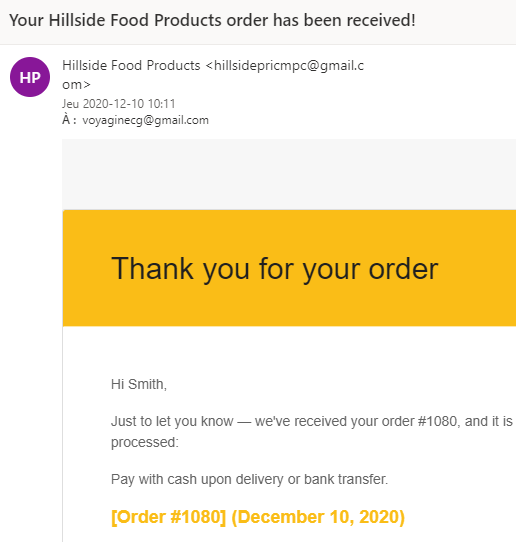 Your Hillside Food Products order has been received!
HP
Hillside Food Products <hillsidepricmpc@gmail.c
om>
Jeu 2020-12-10 10:11
À : voyaginecg@gmail.com
Thank you for your order
Hi Smith,
Just to let you know — we've received your order #1080, and it is
processed:
Pay with cash upon delivery or bank transfer.
[Order #1080] (December 10, 2020)